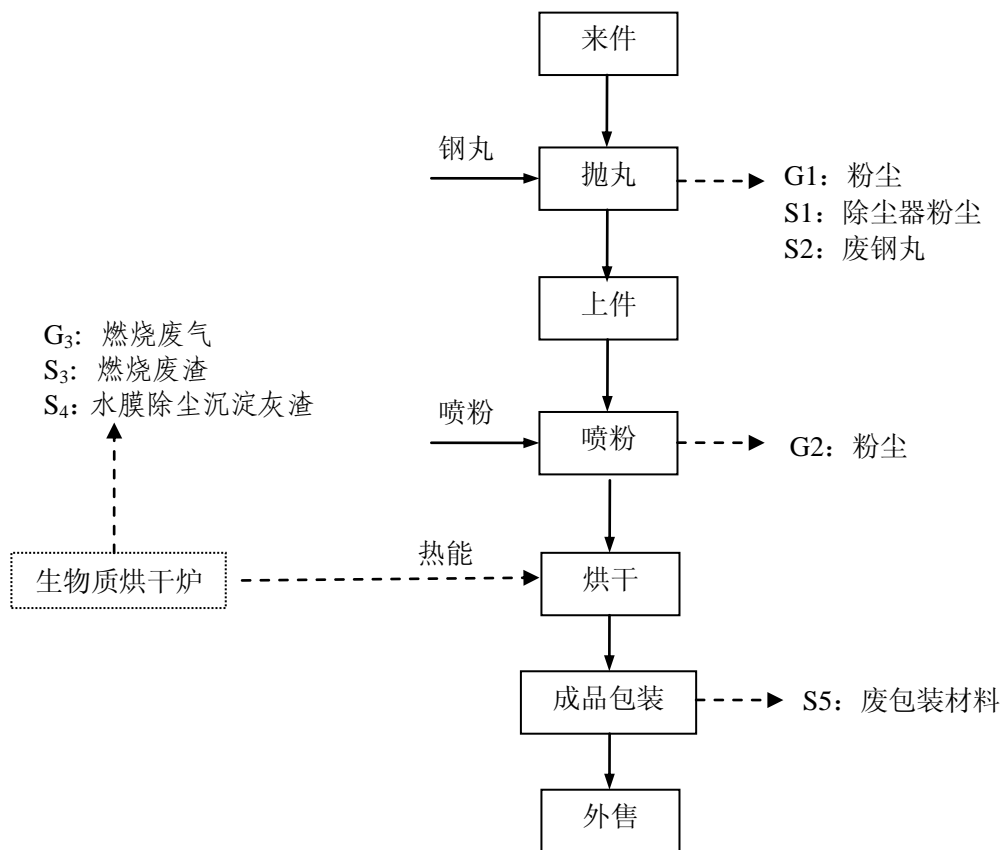 来件
钢丸
抛丸
G1：粉尘
S1：除尘器粉尘
S2：废钢丸
上件
G₃：燃烧废气
S₃：燃烧废渣
S₄：水膜除尘沉淀灰渣
喷粉
喷粉
G2：粉尘
热能
生物质烘干炉
烘干
成品包装
S5：废包装材料
外售